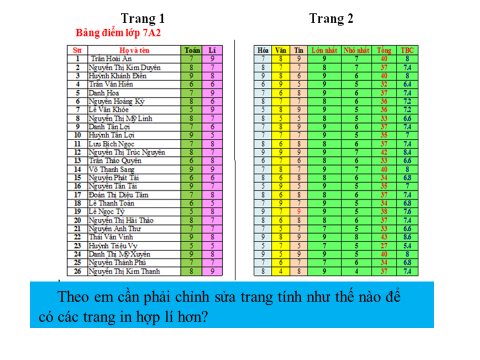 Trang 1 Trang 2
Bảng điểm lớp 7A2
Stt Họ và tên Toán Lí Hóa Văn Tin Lớn nhất Nhỏ nhất Tổng TBC
1 Trần Hoài An 7 9 7 8 9 9 7 40 8
2 Nguyễn Thị Kim Duyên 8 7 8 7 7 8 7 37 7.4
3 Huỳnh Khánh Điền 9 8 8 9 6 9 6 40 8
4 Trần Văn Hiền 6 6 6 9 5 9 5 32 6.4
5 Danh Hoa 7 9 7 6 8 9 6 37 7.4
6 Nguyễn Hoàng Ký 8 6 8 7 7 8 6 36 7.2
7 Lê Văn Khôe 5 9 5 8 9 9 5 36 7.2
8 Nguyễn Thị Mỹ Linh 8 7 5 5 8 8 5 33 6.6
9 Danh Tấn Lợi 7 6 7 8 9 9 6 37 7.4
10 Huỳnh Tấn Lợi 9 5 7 7 7 9 5 35 7
11 Lưu Bích Ngọc 8 7 8 6 8 8 6 37 7.4
12 Nguyễn Thị Trúc Nguyên 8 7 9 9 9 9 7 42 8.4
13 Trần Thảo Quyên 6 8 6 7 6 8 6 33 6.6
14 Võ Thanh Sang 9 9 7 8 7 9 7 40 8
15 Nguyễn Phát Tài 6 6 8 6 8 8 6 34 6.8
16 Nguyễn Tấn Tài 9 7 5 9 5 9 5 35 7
17 Đoàn Thị Diệu Tâm 7 8 8 6 8 8 6 37 7.4
18 Lê Thanh Toàn 6 5 7 9 7 9 5 34 6.8
19 Lê Ngọc Tỷ 5 8 9 7 9 9 5 38 7.6
20 Nguyễn Thị Hải Thảo 8 7 8 6 8 8 6 37 7.4
21 Nguyễn Anh Thư 7 7 7 5 7 7 5 33 6.6
22 Thái Văn Vinh 9 8 9 8 9 9 8 43 8.6
23 Huỳnh Triệu Vy 5 5 5 7 5 7 5 27 5.4
24 Danh Thị Mỹ Xuyên 9 8 9 5 9 9 5 40 8
25 Nguyễn Thành Phú 7 7 7 6 7 7 6 34 6.8
26 Nguyễn Thị Kim Thanh 8 9 8 4 8 9 4 37 7.4
Theo em cần phải chỉnh sửa trang tính như thế nào để
có các trang in hợp lí hơn?